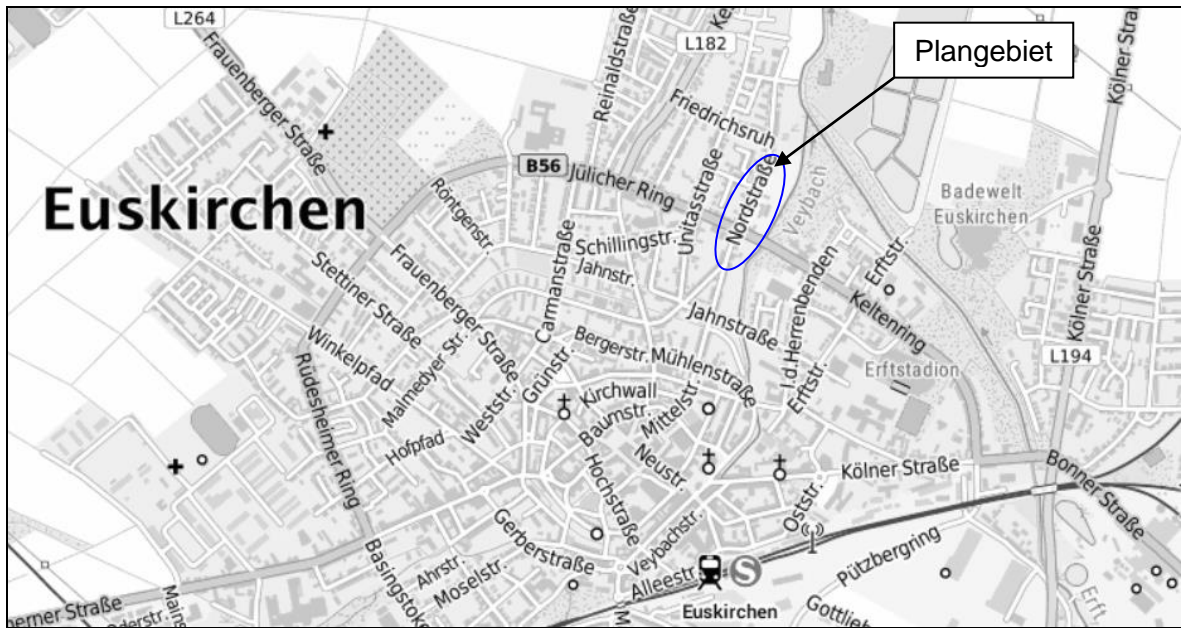 L264
Frauenberger Straße
Reinaldstraße
L182
Plangebiet
Kölner Straße
Friedrichsruh
B56
Jülicher Ring
Röntgenstr.
Unitasstraße
Nordstraße
Veybach
Badewelt
Euskirchen
Euskirchen
Schillingstr.
Jahnstr.
Carmanstraße
Stettiner Straße
Frauenberger Straße
Erftstr.
Keltenring
I.d.Herrenbenden
Kölner Straße
Jahnstraße
Winkelpfad
Malmedyer Str.
Bergerstr.
Mühlenstraße
L194
Erftstadion
Rüdesheimer Ring
Grünstr.
Weststr.
Kirchwall
Baumstr.
Mittelstr.
Erftstr.
Hofpfad
Neustr.
Hochstraße
Kölner Straße
Bonner Straße
Oststr.
Gerberstraße
Veybachstr.
Ahrstr.
Moselstr.
Alleestr.
S
Pützbergring
Euskirchen
Erft